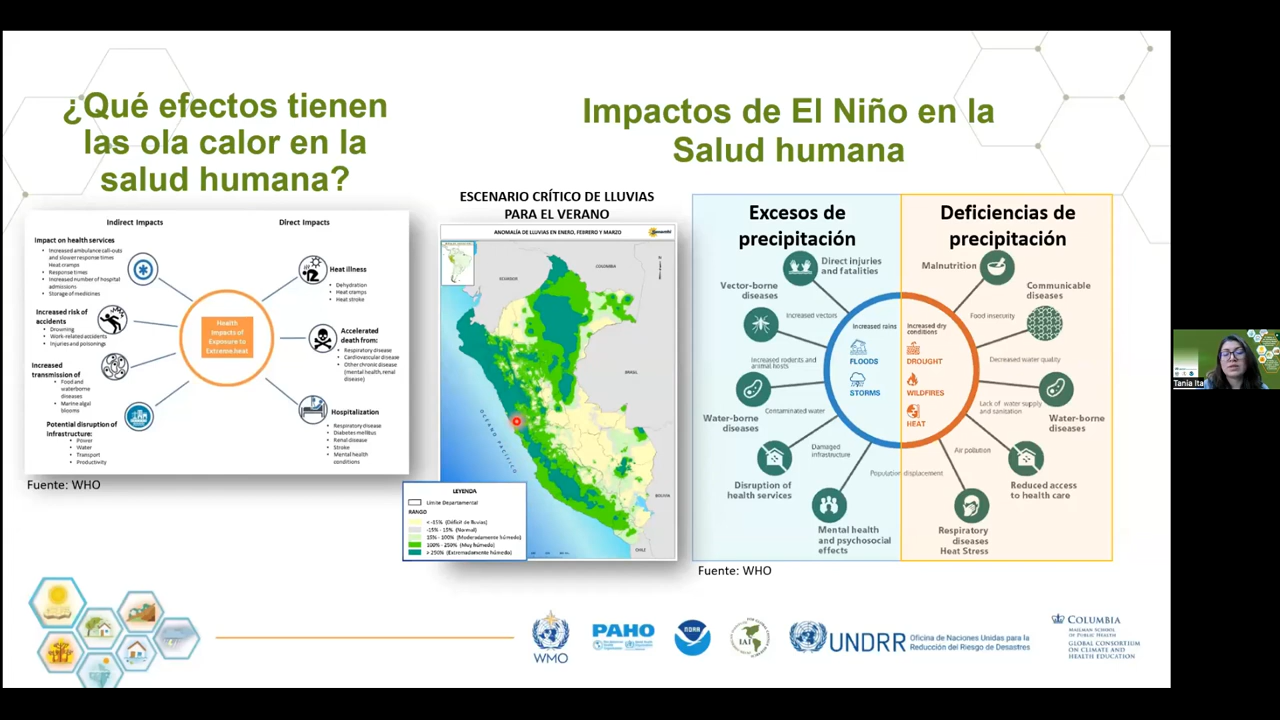 ¿Qué efectos tienen
las ola calor en la
salud humana?
Indirect Impacts
Direct Impacts
Impact on health services
Increased ambulance call-outs
and slower response times
Heat cramps
Response times
Increased number of hospital
admissions
Storage of medicines
Increased risk of
accidents
Drowning
Work-related accidents
Injuries and poisonings
Increased
transmission of
Food and
waterborne
diseases
Marine algal
blooms
Potential disruption of
infrastructure:
Power
Water
Transport
Productivity
Health
Impacts of
Exposure to
Extreme heat
Heat illness
Dehydration
Heat cramps
Heat stroke
Accelerated
death from:
Respiratory disease
Cardiovascular disease
Other chronic disease
(mental health, renal
disease)
Hospitalization
Respiratory disease
Diabetes mellitus
Renal disease
Stroke
Mental health
conditions
Fuente: WHO
Impactos de El Niño en la
Salud humana
ESCENARIO CRÍTICO DE LLUVIAS
PARA EL VERANO
ANOMALÍA DE LLUVIAS EN ENERO, FEBRERO Y MARZO
ECUADOR
COLOMBIA
BRASIL
BOLIVIA
CHILE
OCÉANO PACÍFICO
LEYENDA
Límite Departamental
RANGO
< -15% (Déficit de lluvias)
-15% - 15% (Normal)
15% - 100% (Moderadamente húmedo)
100% - 250% (Muy húmedo)
> 250% (Extremadamente húmedo)
Excesos de
precipitación
Deficiencias de
precipitación
Direct injuries
and fatalities
Vector-borne
diseases
Increased vectors
Increased rodents and
animal hosts
Water-borne
diseases
Contaminated water
Damaged
infrastructure
Disruption of
health services
Population displacement
Mental health
and psychosocial
effects
Increased rains
FLOODS
STORMS
Increased dry
conditions
DROUGHT
WILDFIRES
HEAT
Malnutrition
Food insecurity
Communicable
diseases
Decreased water quality
Lack of water supply
and sanitation
Water-borne
diseases
Air pollution
Reduced access
to health care
Respiratory
diseases
Heat Stress
Fuente: WHO
WMO
PAHO
NOAA
IAI
UNDRR
Oficina de Naciones Unidas para la
Reducción del Riesgo de Desastres
COLUMBIA
MAILMAN SCHOOL
OF PUBLIC HEALTH
GLOBAL CONSORTIUM
ON CLIMATE AND
HEALTH EDUCATION
Tania Ita